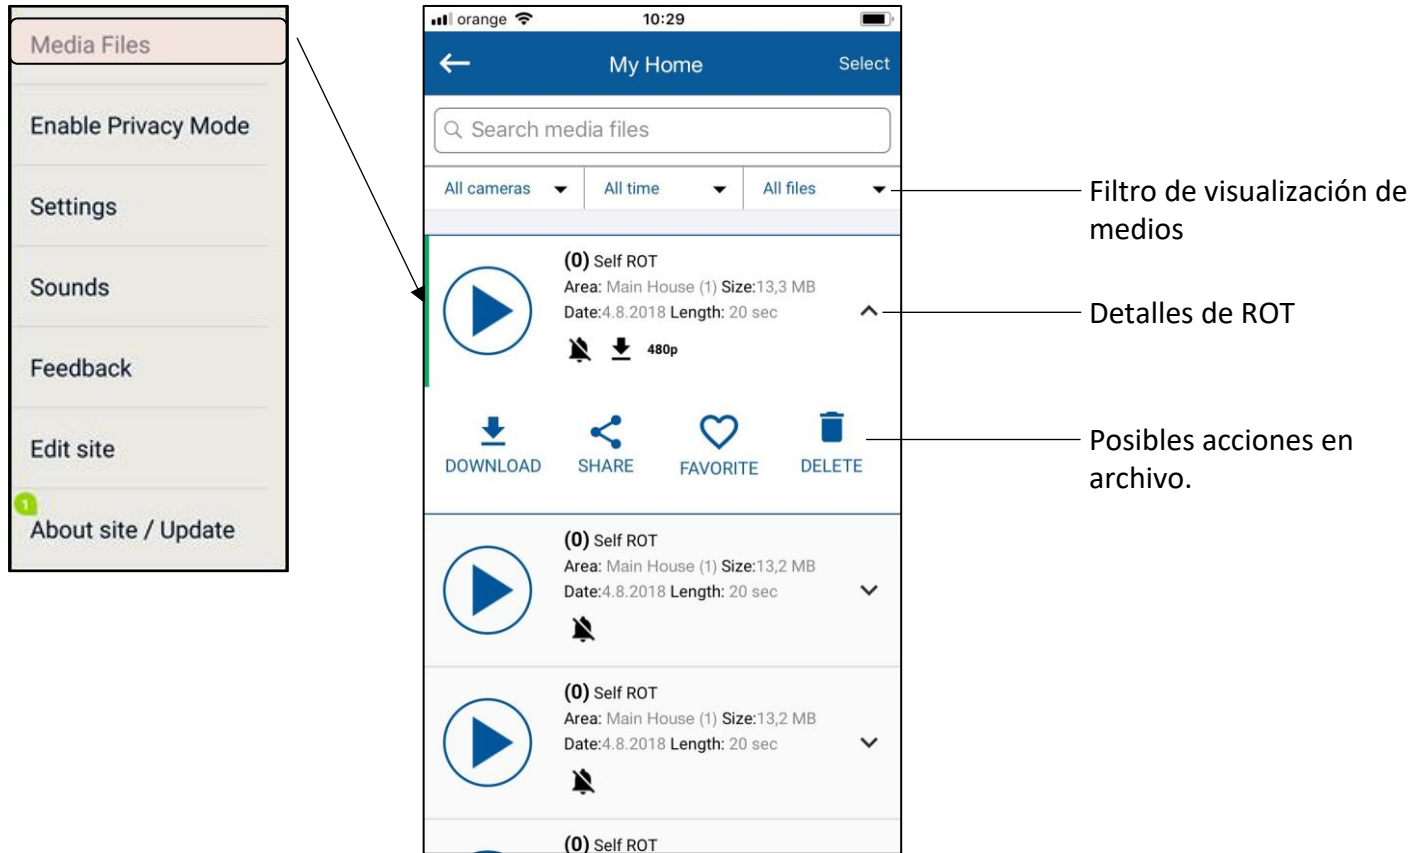 Media Files
Enable Privacy Mode
Settings
Sounds
Feedback
Edit site
1
About site / Update
orange 10:29
My Home Select
Search media files
All cameras All time All files
(0) Self ROT
Area: Main House (1) Size:13,3 MB
Date:4.8.2018 Length: 20 sec
480p
DOWNLOAD SHARE FAVORITE DELETE
(0) Self ROT
Area: Main House (1) Size:13,2 MB
Date:4.8.2018 Length: 20 sec
(0) Self ROT
Area: Main House (1) Size:13,2 MB
Date:4.8.2018 Length: 20 sec
(0) Self ROT
Filtro de visualización de
medios
Detalles de ROT
Posibles acciones en
archivo.